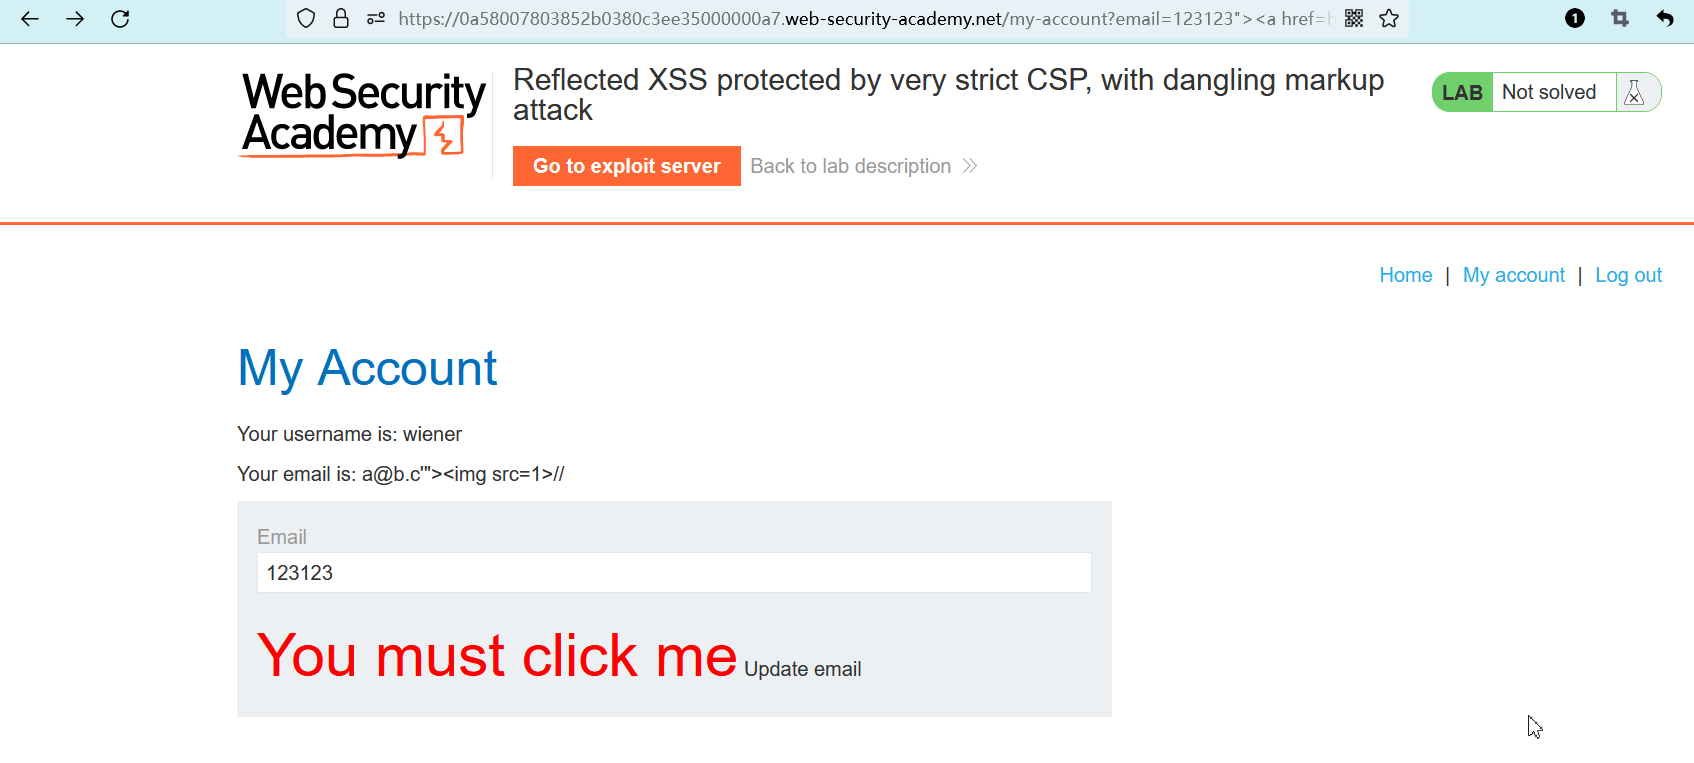 https://0a58007803852b0380c3ee35000000a7.web-security-academy.net/my-account?email=123123"><a href=h
1
Web Security
Academy
Reflected XSS protected by very strict CSP, with dangling markup
attack
LAB Not solved
Go to exploit server Back to lab description
Home | My account | Log out
My Account
Your username is: wiener
Your email is: a@b.c'"><img src=1>//
Email
123123
You must click me Update email